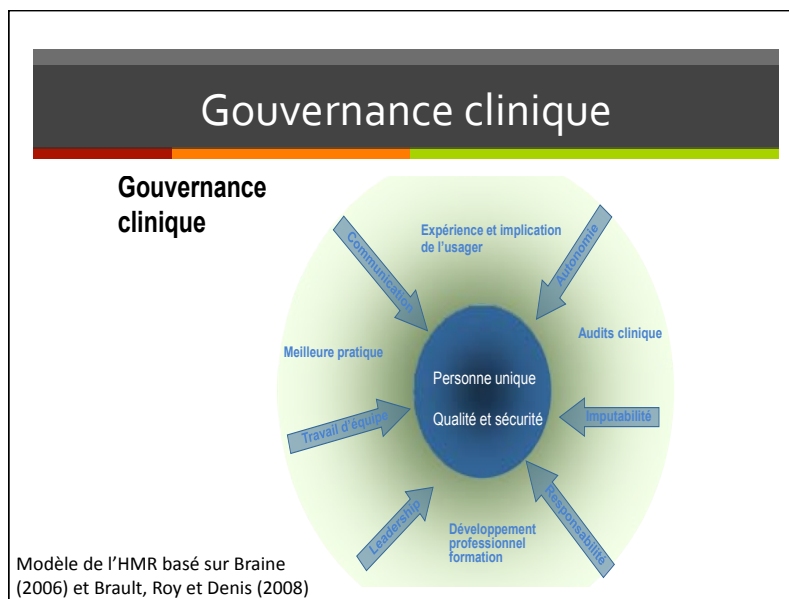 Gouvernance clinique
Gouvernance
clinique
Expérience et implication
de l'usager
Communication
Autonomie
Audits clinique
Meilleure pratique
Personne unique
Qualité et sécurité
Travail d'équipe
Imputabilité
Leadership
Développement
professionnel
formation
Responsabilité
Modèle de l'HMR basé sur Braine
(2006) et Brault, Roy et Denis (2008)